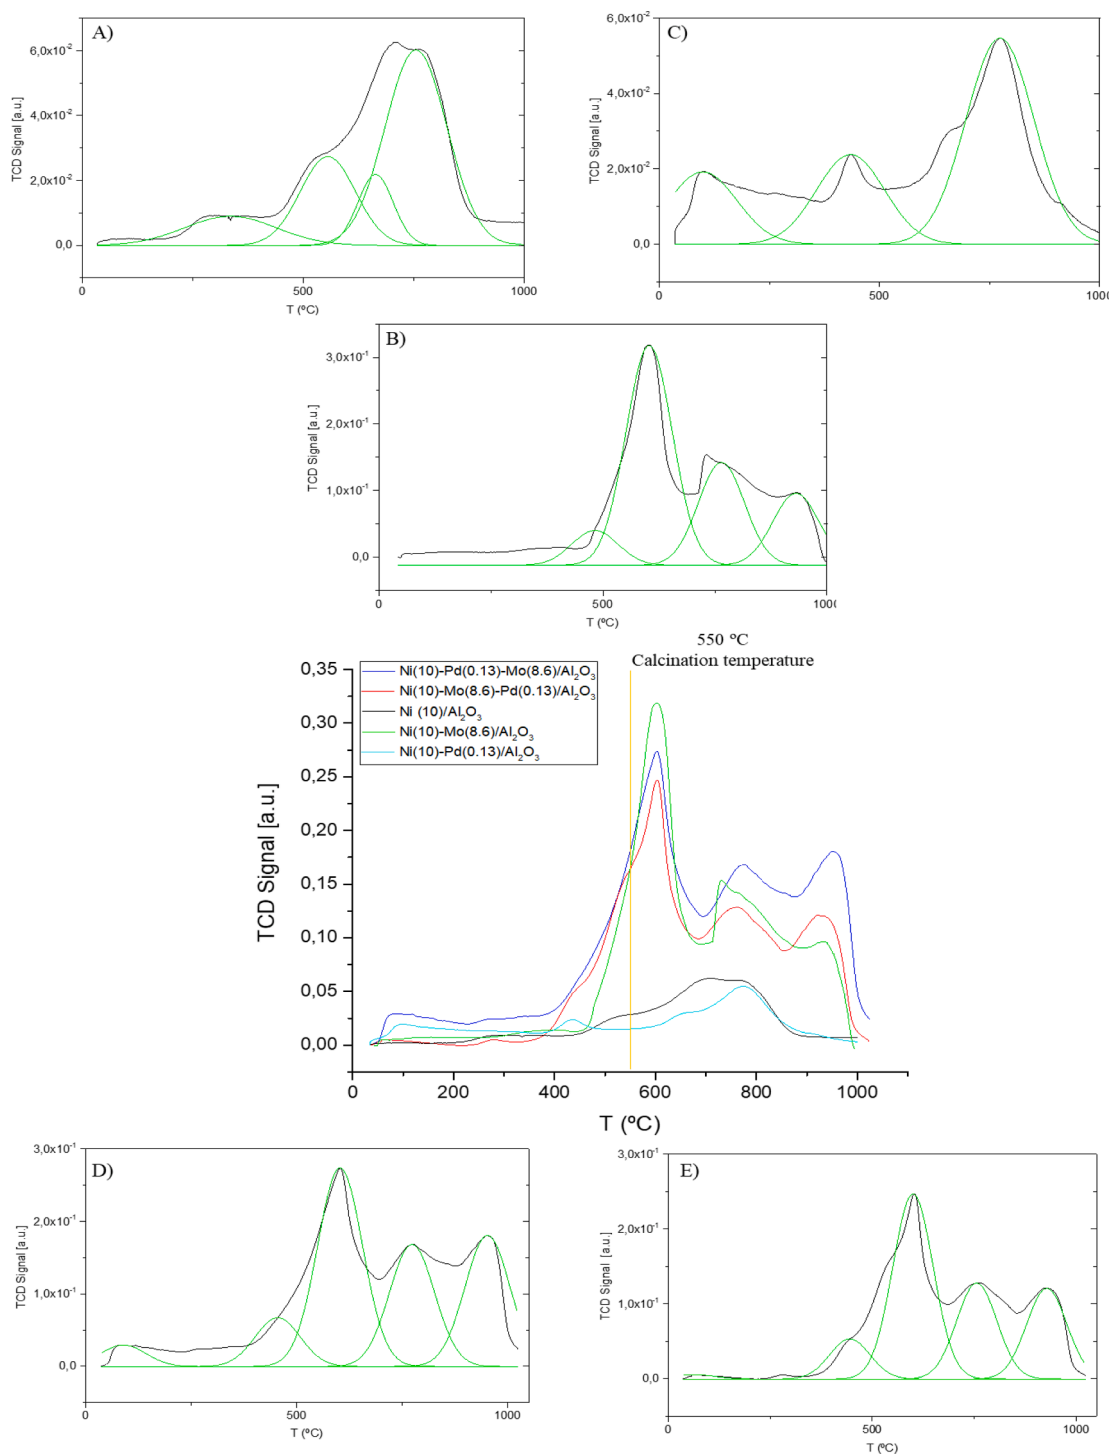 A)
6,0x10⁻²
4,0x10⁻²
2,0x10⁻²
0,0
TCD Signal [a.u.]
0
500
1000
T (ºC)
C)
6,0x10⁻²
4,0x10⁻²
2,0x10⁻²
0,0
TCD Signal [a.u.]
0
500
1000
T (ºC)
B)
3,0x10⁻¹
2,0x10⁻¹
1,0x10⁻¹
0,0
TCD Signal [a.u.]
0
500
1000
T (ºC)
550 ºC
Calcination temperature
Ni(10)-Pd(0.13)-Mo(8.6)/Al₂O₃
Ni(10)-Mo(8.6)-Pd(0.13)/Al₂O₃
Ni (10)/Al₂O₃
Ni(10)-Mo(8.6)/Al₂O₃
Ni(10)-Pd(0.13)/Al₂O₃
0,35
0,30
0,25
0,20
0,15
0,10
0,05
0,00
TCD Signal [a.u.]
0
200
400
600
800
1000
T (ºC)
D)
3,0x10⁻¹
2,0x10⁻¹
1,0x10⁻¹
0,0
TCD Signal [a.u.]
0
500
1000
T (ºC)
E)
3,0x10⁻¹
2,0x10⁻¹
1,0x10⁻¹
0,0
TCD Signal [a.u.]
0
500
1000
T (ºC)